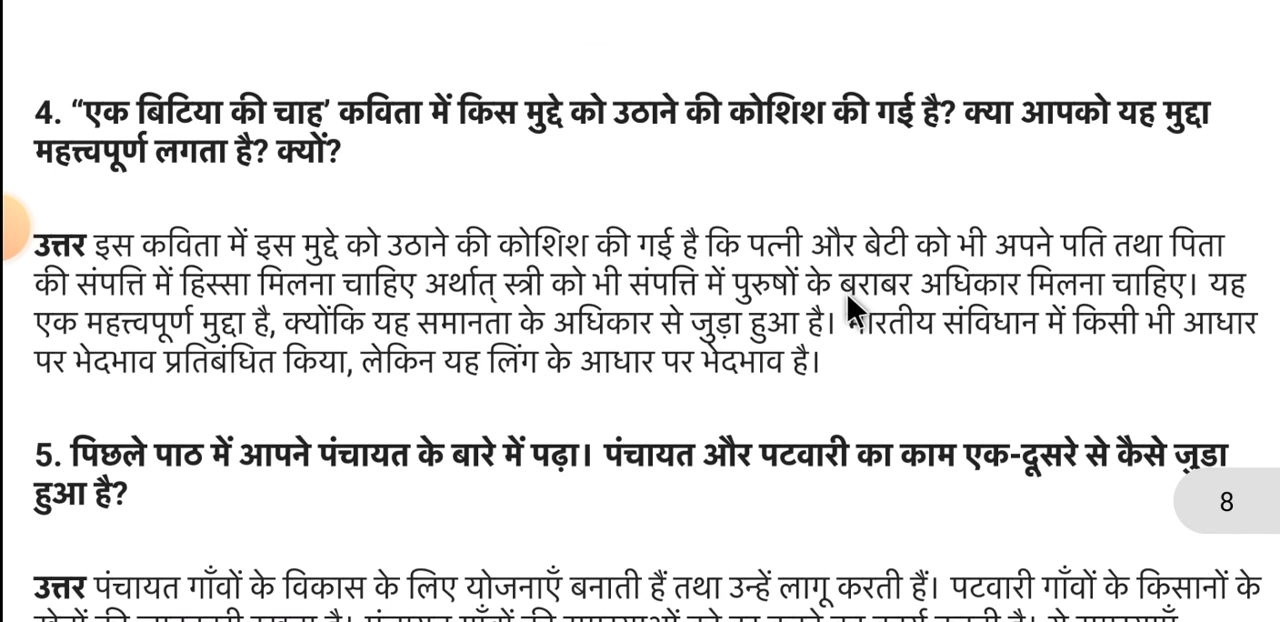 4. “एक बिटिया की चाह’ कविता में किस मुद्दे को उठाने की कोशिश की गई है? क्या आपको यह मुद्दा
महत्त्वपूर्ण लगता है? क्यों?
उत्तर इस कविता में इस मुद्दे को उठाने की कोशिश की गई है कि पत्नी और बेटी को भी अपने पति तथा पिता
की संपत्ति में हिस्सा मिलना चाहिए अर्थात् स्त्री को भी संपत्ति में पुरुषों के बराबर अधिकार मिलना चाहिए। यह
एक महत्त्वपूर्ण मुद्दा है, क्योंकि यह समानता के अधिकार से जुड़ा हुआ है। भारतीय संविधान में किसी भी आधार
पर भेदभाव प्रतिबंधित किया, लेकिन यह लिंग के आधार पर भेदभाव है।
5. पिछले पाठ में आपने पंचायत के बारे में पढ़ा। पंचायत और पटवारी का काम एक-दूसरे से कैसे जुड़ा
हुआ है?
8
उत्तर पंचायत गाँवों के विकास के लिए योजनाएँ बनाती हैं तथा उन्हें लागू करती हैं। पटवारी गाँवों के किसानों के